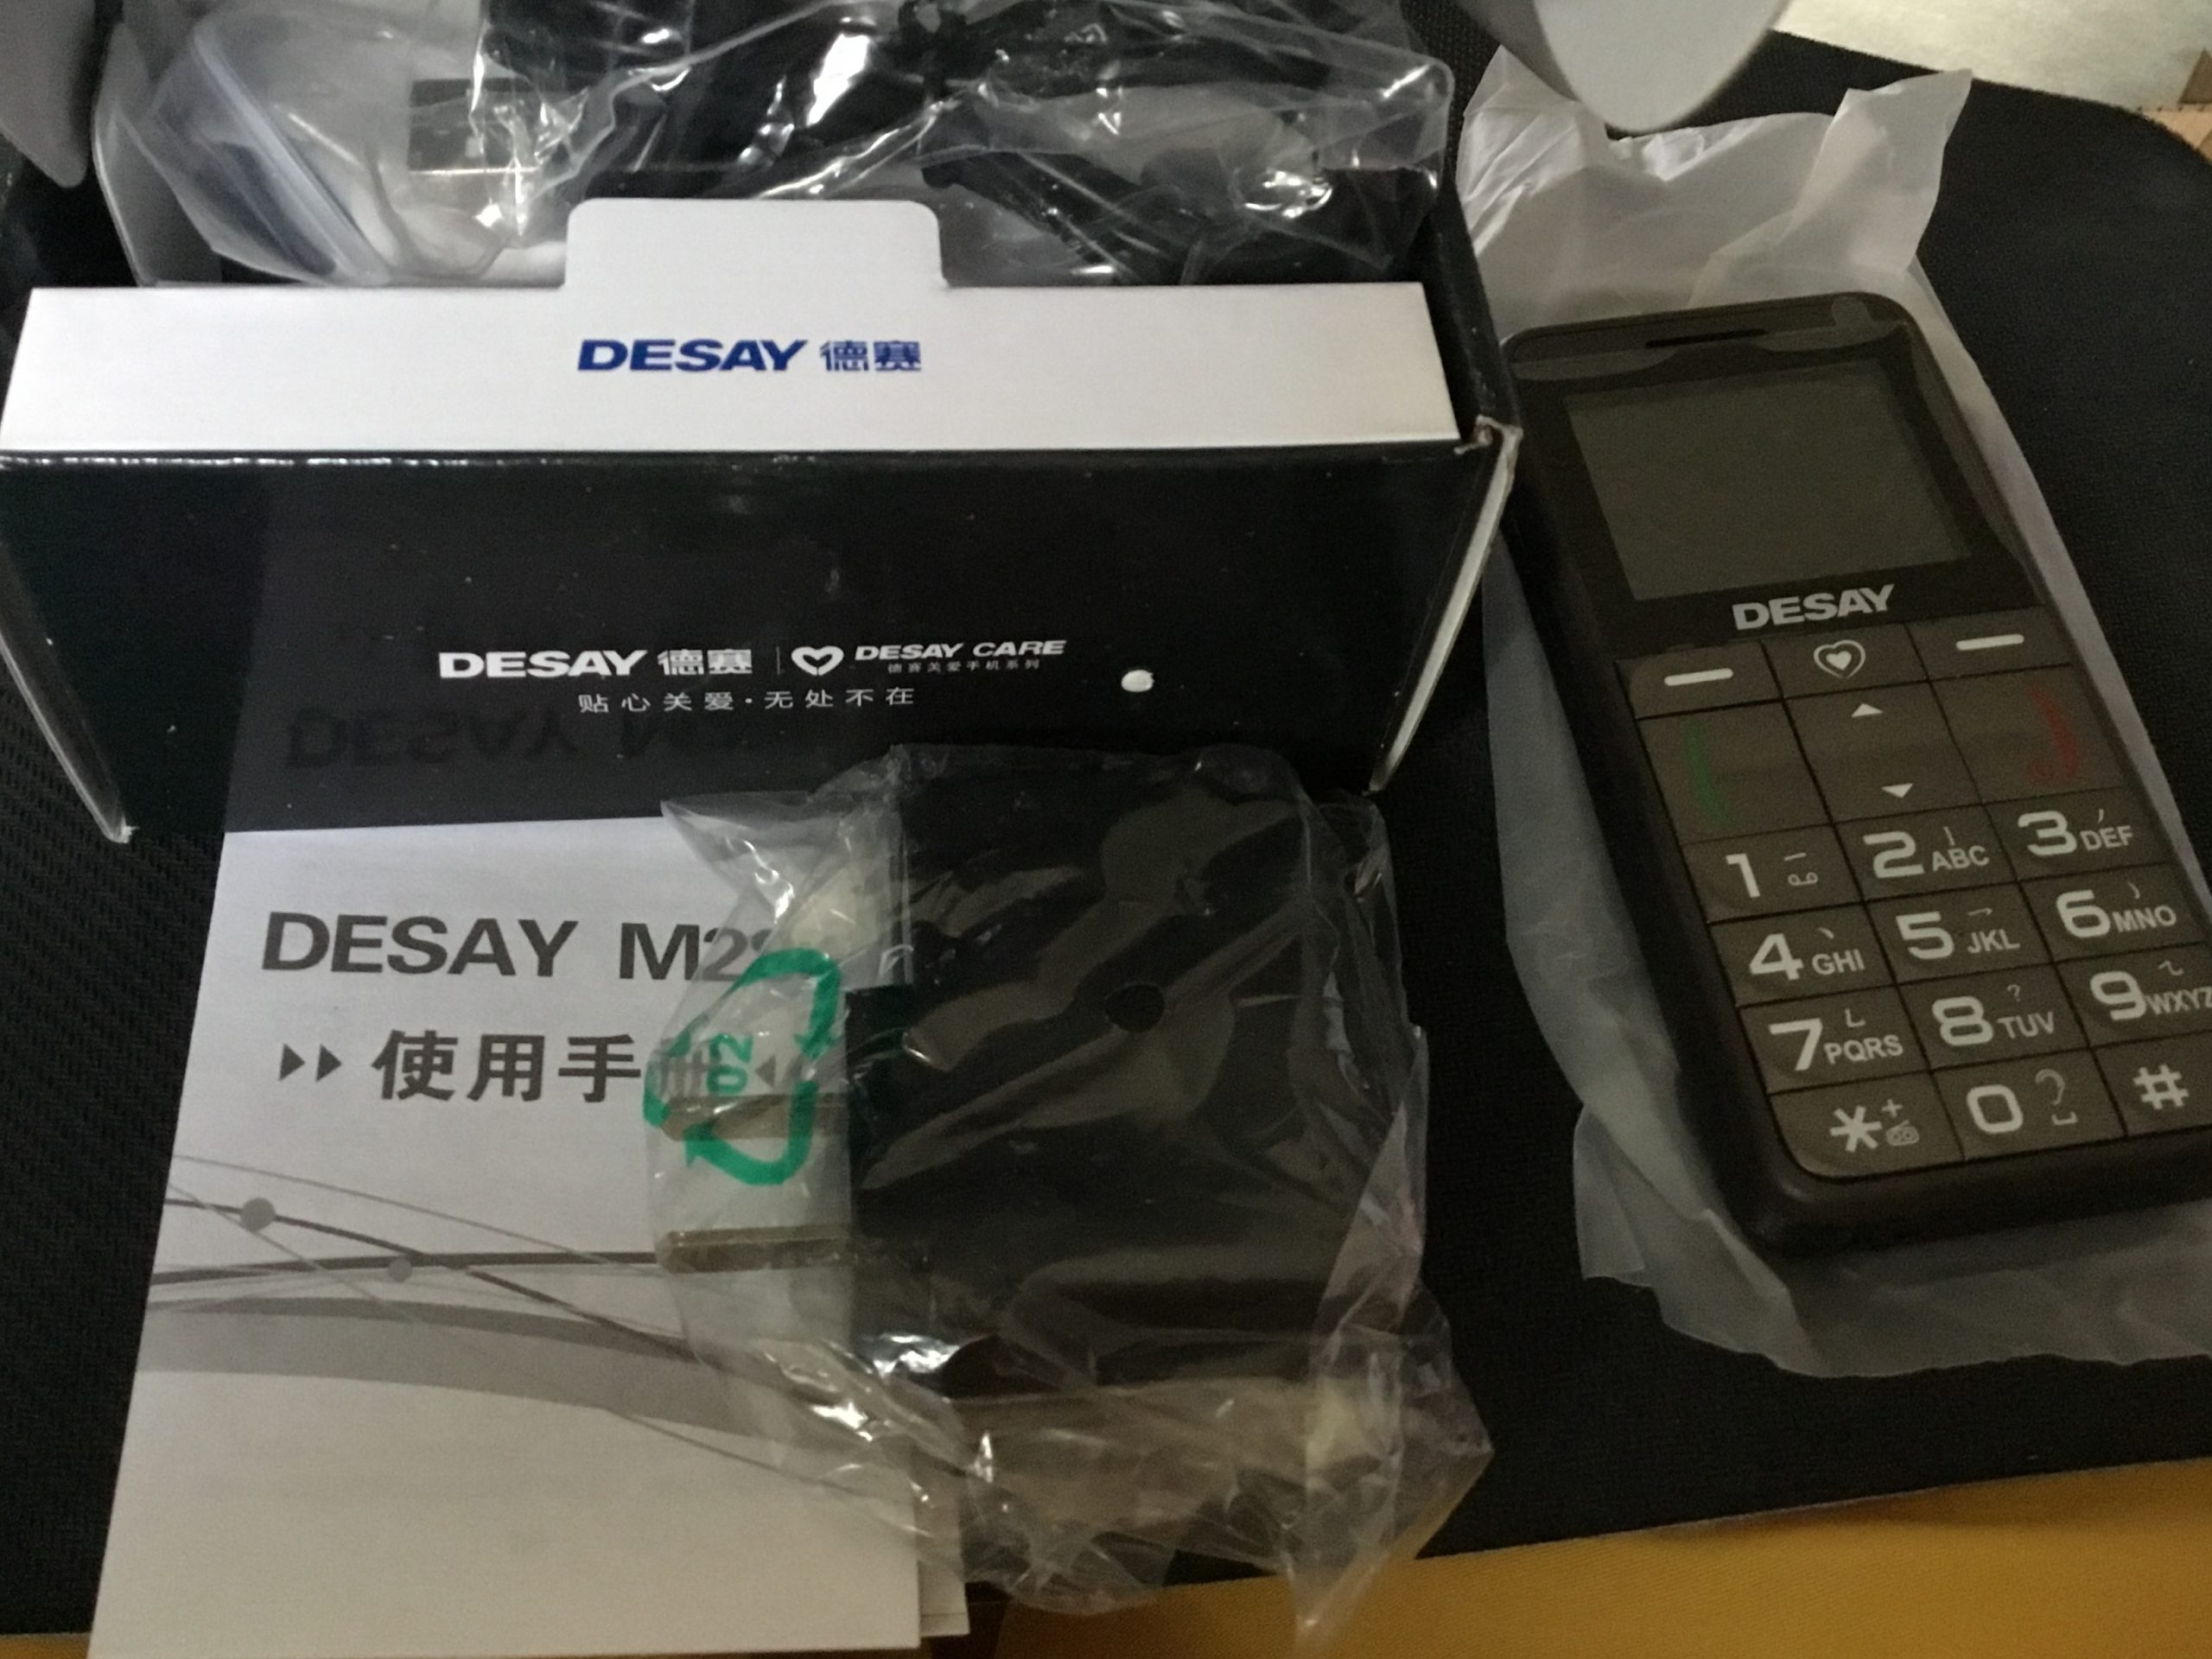 DESAY 德赛
DESAY 德赛 DESAY CARE
德赛关爱手机系列
贴心关爱·无处不在
DESAY
使用手册
02
DESAY
1
2 ABC
3 DEF
4 GHI
5 JKL
6 MNO
7 PQRS
8 TUV
9 WXYZ
* +
0
#